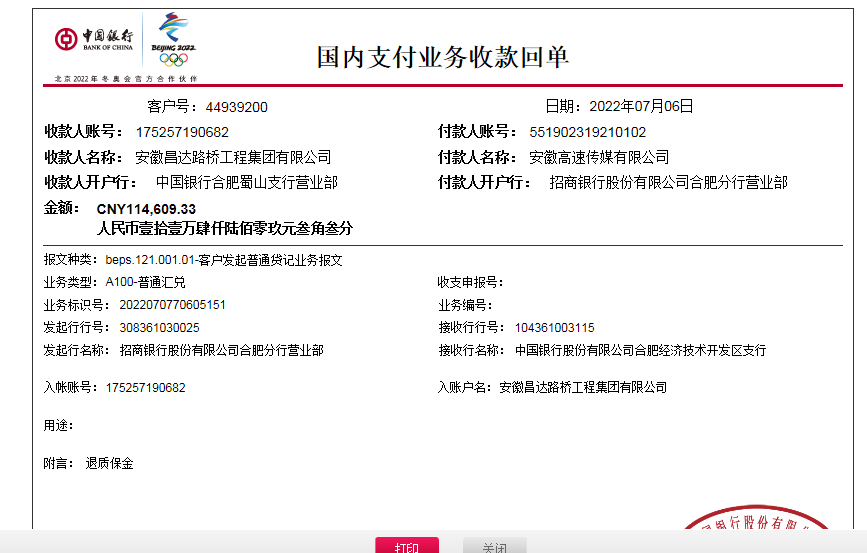 中国银行
BANK OF CHINA
BEIJING 2022
北京2022年冬奥会官方合作伙伴
国内支付业务收款回单
客户号：44939200 日期：2022年07月06日
收款人账号：175257190682 付款人账号：551902319210102
收款人名称：安徽昌达路桥工程集团有限公司 付款人名称：安徽高速传媒有限公司
收款人开户行：中国银行合肥蜀山支行营业部 付款人开户行：招商银行股份有限公司合肥分行营业部
金额：CNY114,609.33
人民币壹拾壹万肆仟陆佰零玖元叁角叁分
报文种类：beps.121.001.01-客户发起普通贷记业务报文
业务类型：A100-普通汇兑 收支申报号：
业务标识号：2022070770605151 业务编号：
发起行行号：308361030025 接收行行号：104361003115
发起行名称：招商银行股份有限公司合肥分行营业部 接收行名称：中国银行股份有限公司合肥经济技术开发区支行
入帐账号：175257190682 入账户名：安徽昌达路桥工程集团有限公司
用途：
附言：退质保金
银行股份有限
打印 关闭